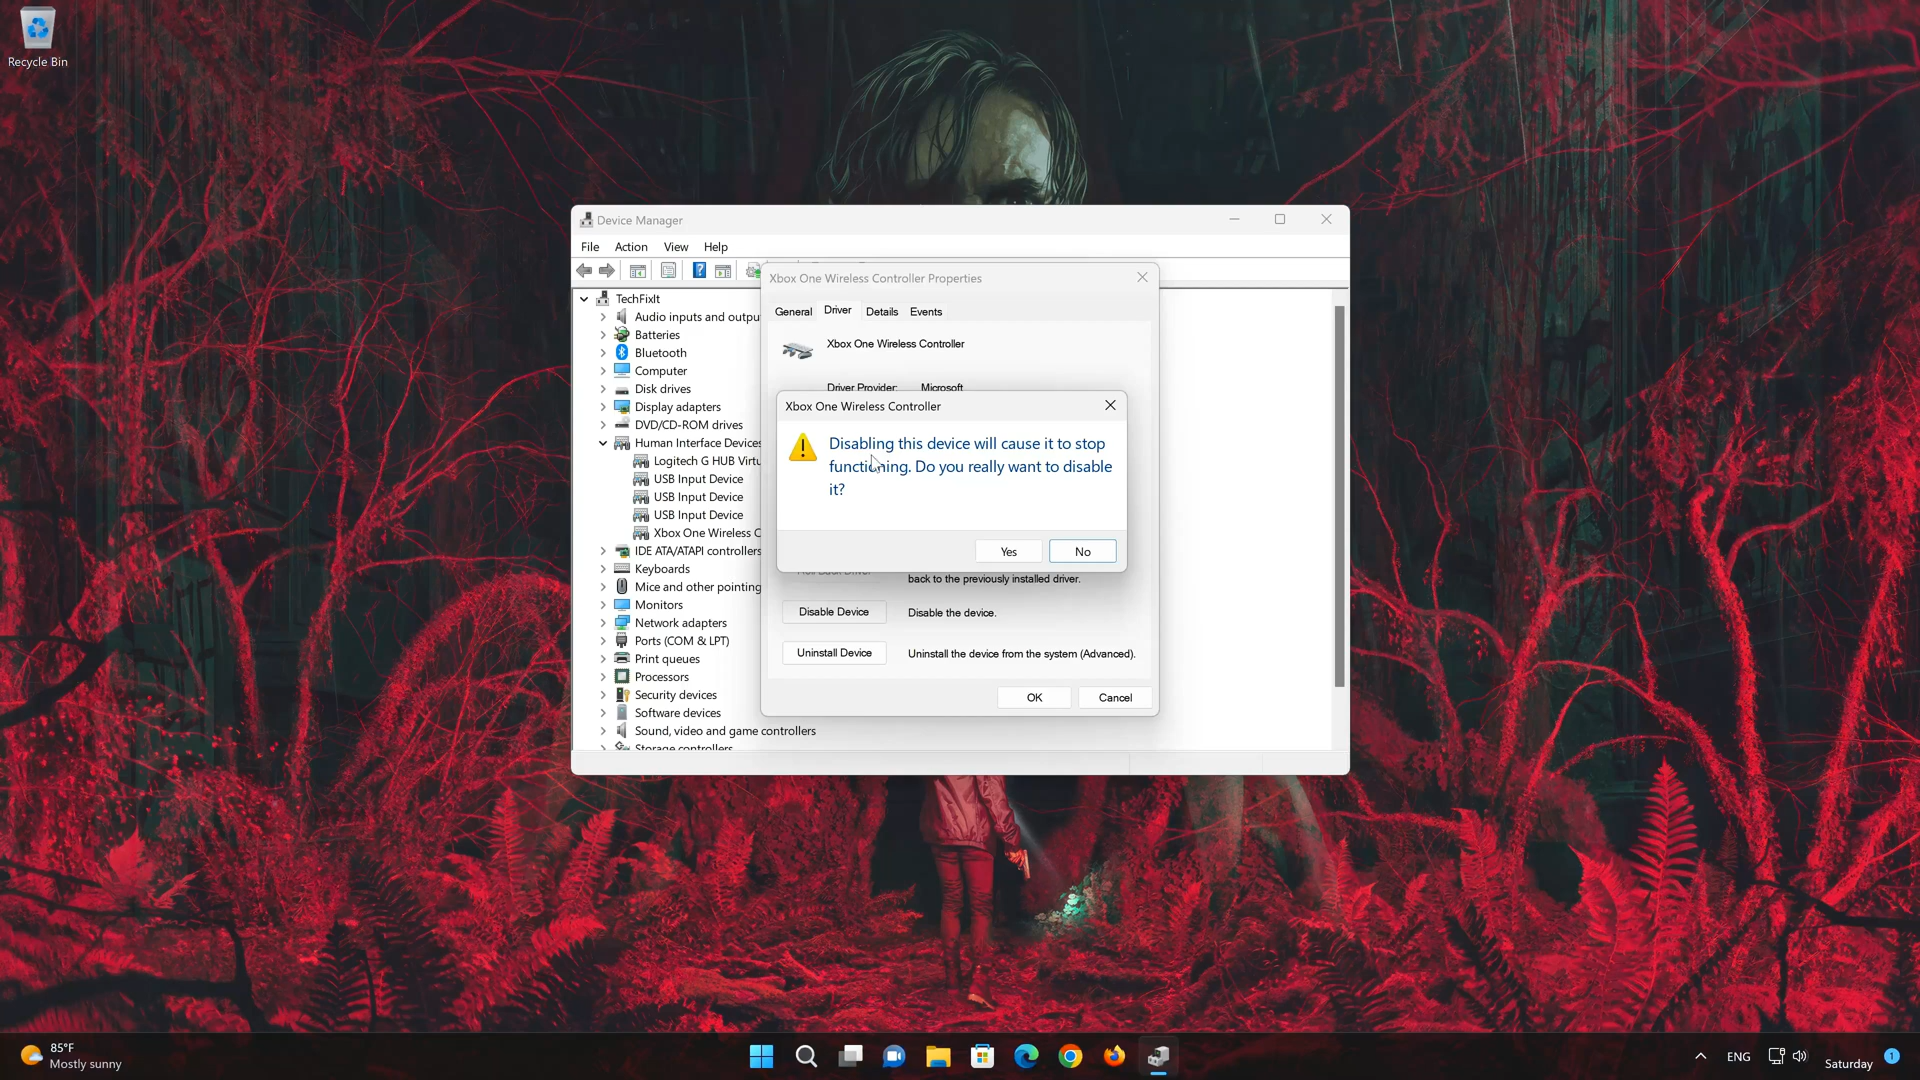 Recycle Bin
Device Manager
File Action View Help
TechFixIt
Audio inputs and outpu
Batteries
Bluetooth
Computer
Disk drives
Display adapters
DVD/CD-ROM drives
Human Interface Devices
Logitech G HUB Virtu
USB Input Device
USB Input Device
USB Input Device
Xbox One Wireless C
IDE ATA/ATAPI controllers
Keyboards
Mice and other pointing
Monitors
Network adapters
Ports (COM & LPT)
Print queues
Processors
Security devices
Software devices
Sound, video and game controllers
Storage controllers
Xbox One Wireless Controller Properties
General Driver Details Events
Xbox One Wireless Controller
Driver Provider: Microsoft
Xbox One Wireless Controller
Disabling this device will cause it to stop
functioning. Do you really want to disable
it?
Yes No
back to the previously installed driver.
Disable Device Disable the device.
Uninstall Device Uninstall the device from the system (Advanced).
OK Cancel
85°F
Mostly sunny
ENG
Saturday
1